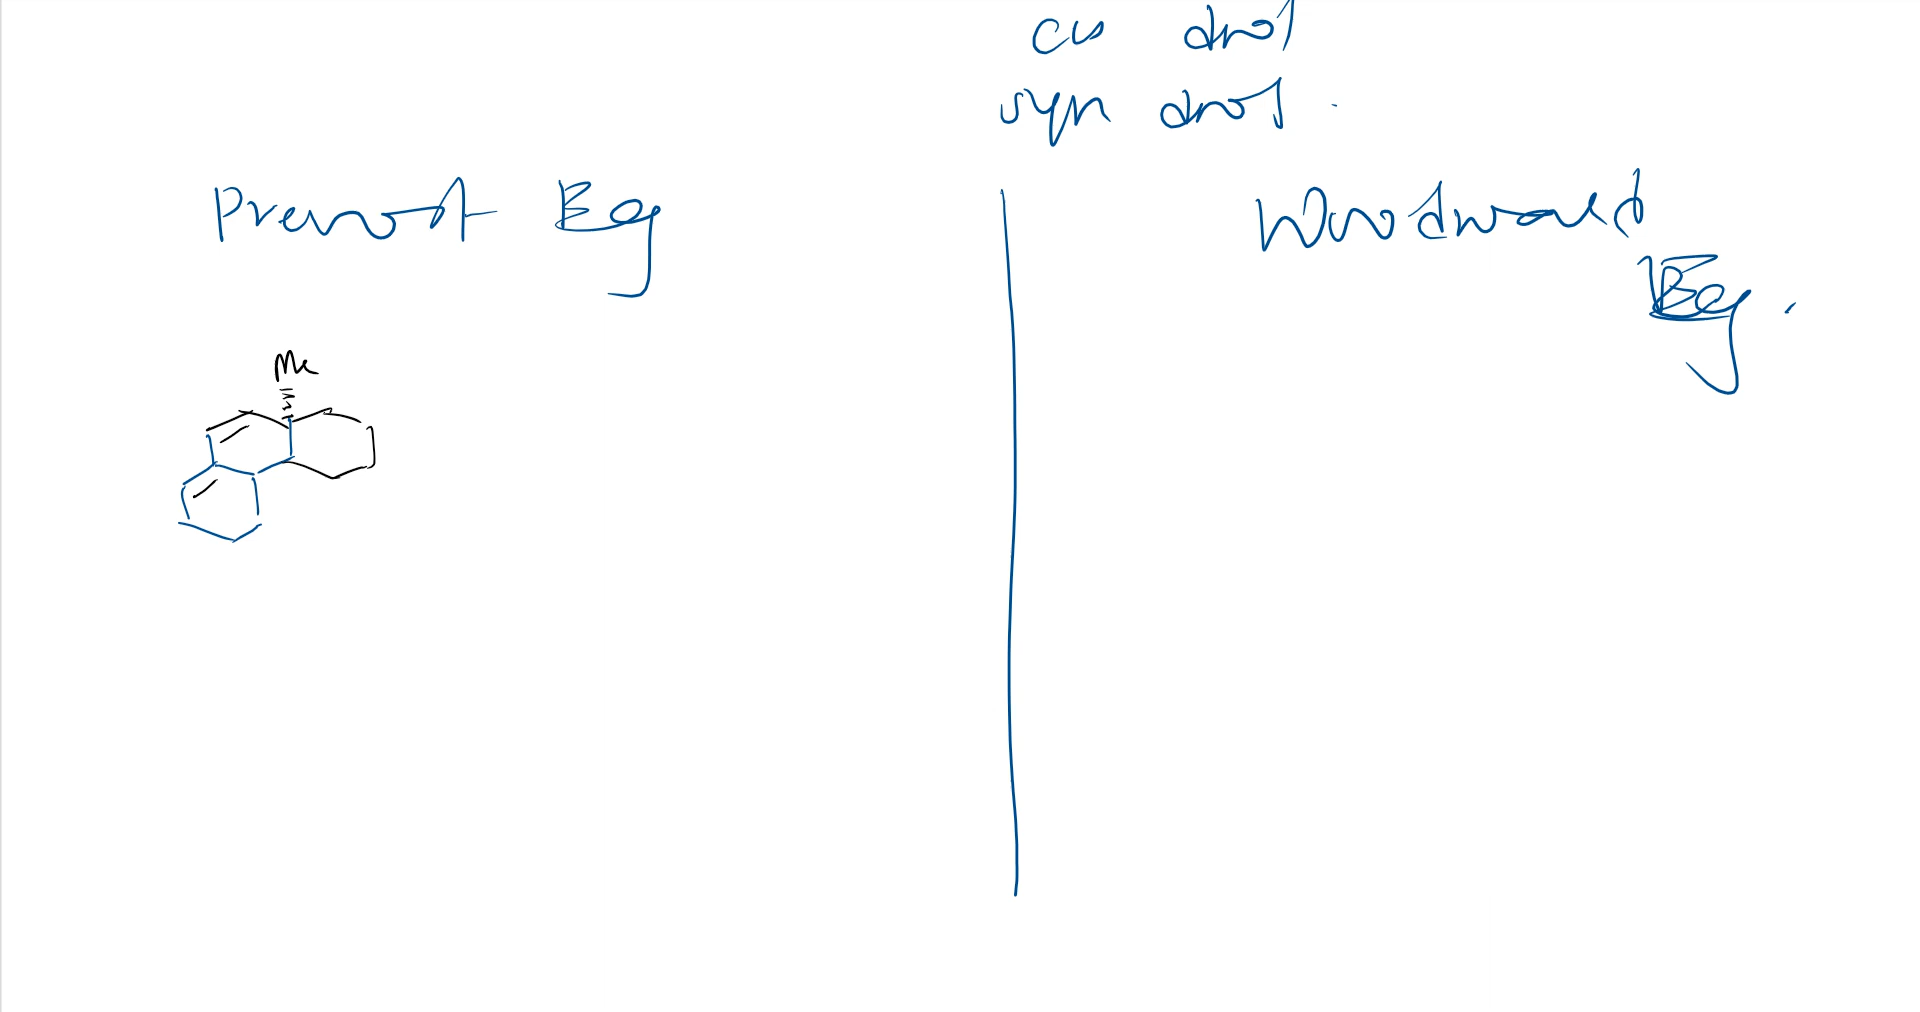 cis diol
syn diol.
Prevost Eg
Woodward
Eg.
Me